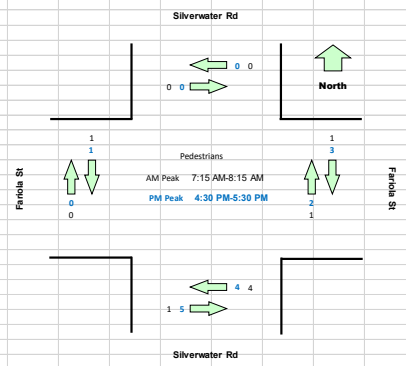 Silverwater Rd
0 0
0 0
North
1
1
1
3
Pedestrians
AM Peak 7:15 AM-8:15 AM
PM Peak 4:30 PM-5:30 PM
Fariola St
Fariola St
0
0
2
1
4 4
1 5
Silverwater Rd